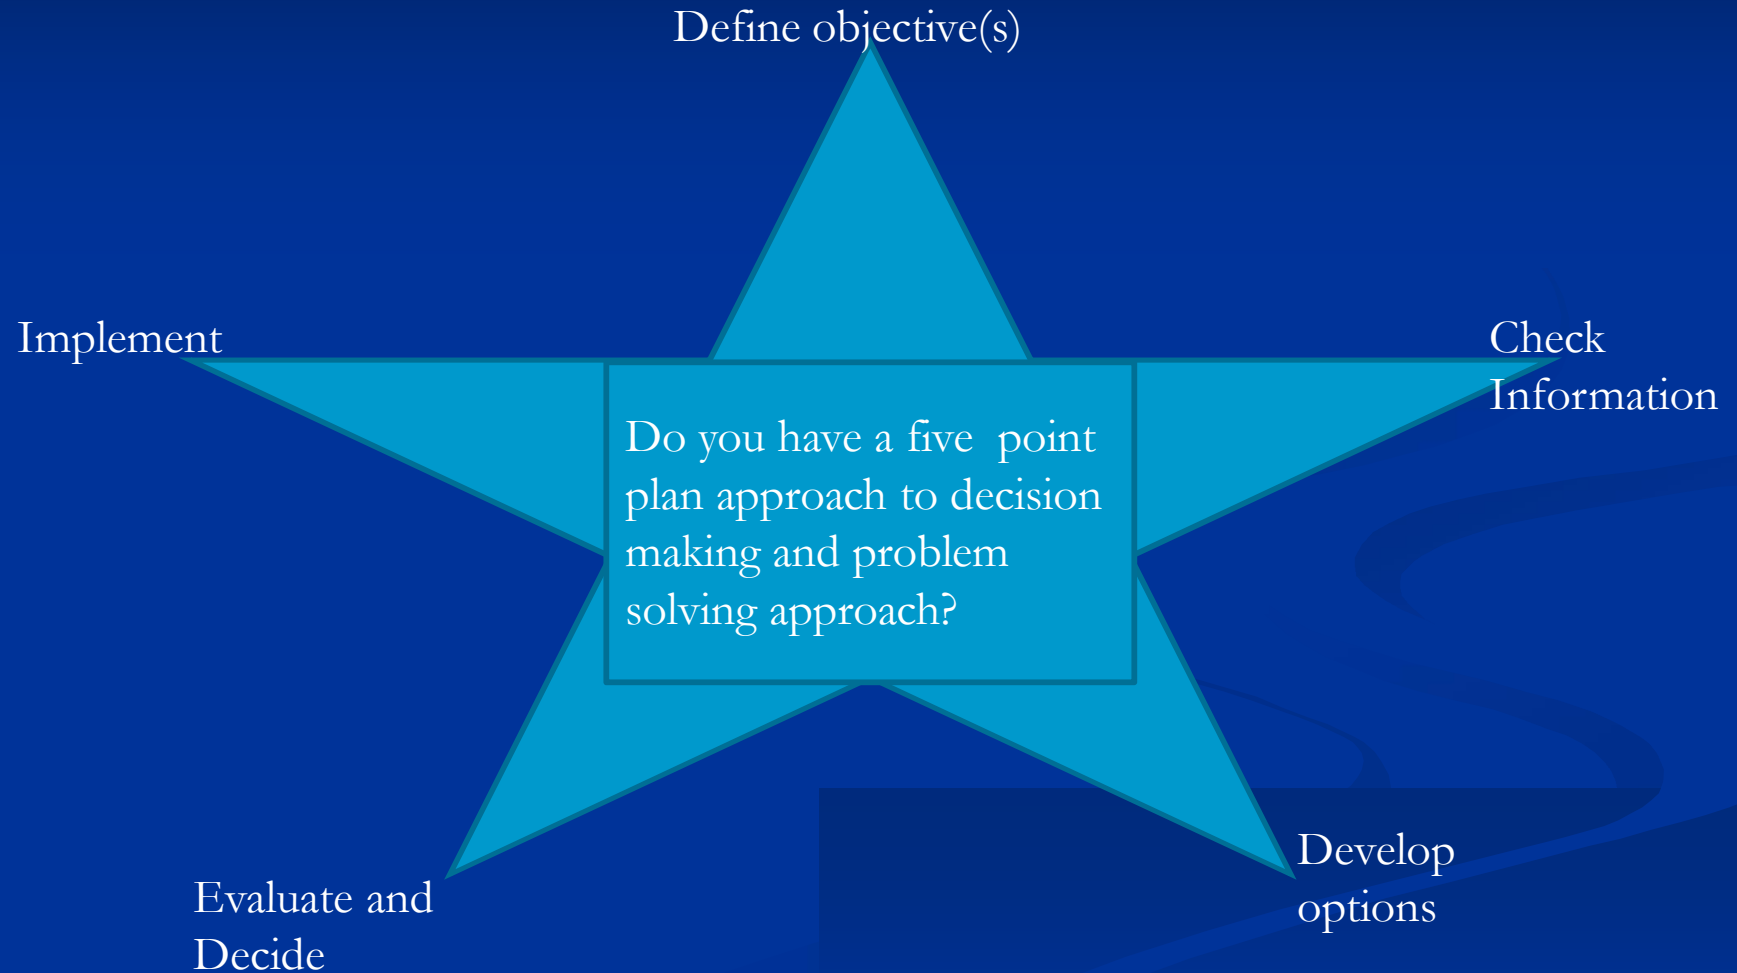 Define objective(s)
Implement
Check
Information
Do you have a five  point
plan approach to decision
making and problem
solving approach?
Develop
options
Evaluate and
Decide